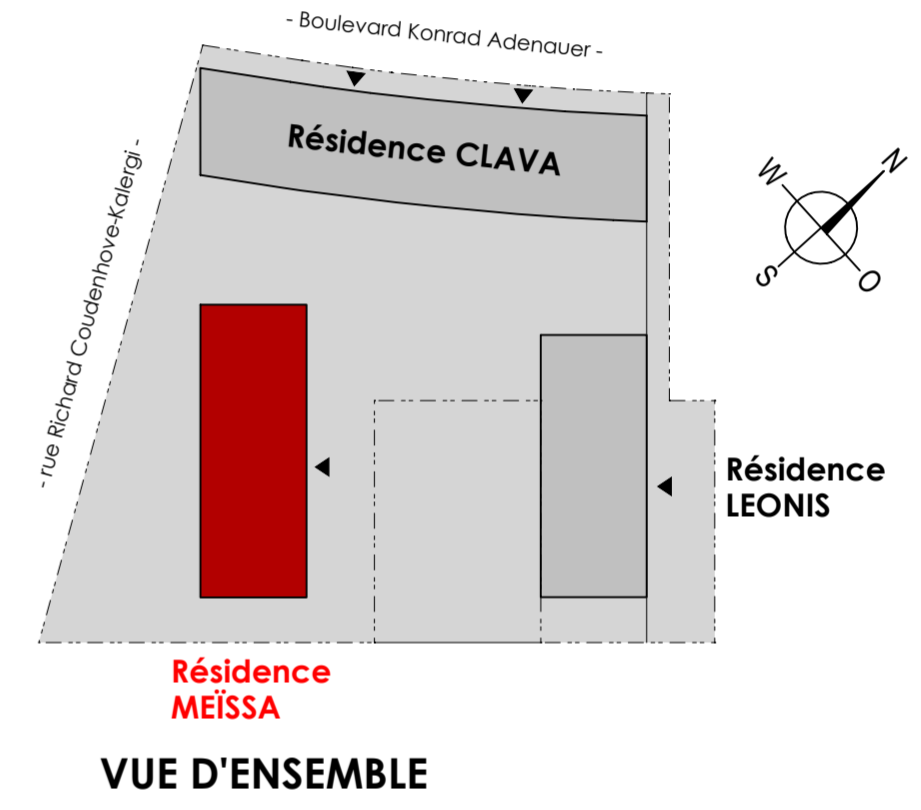 - Boulevard Konrad Adenauer -
Résidence CLAVA
- rue Richard Coudenhove-Kalergi -
W
N
S
O
Résidence
LEONIS
Résidence
MEÏSSA
VUE D'ENSEMBLE